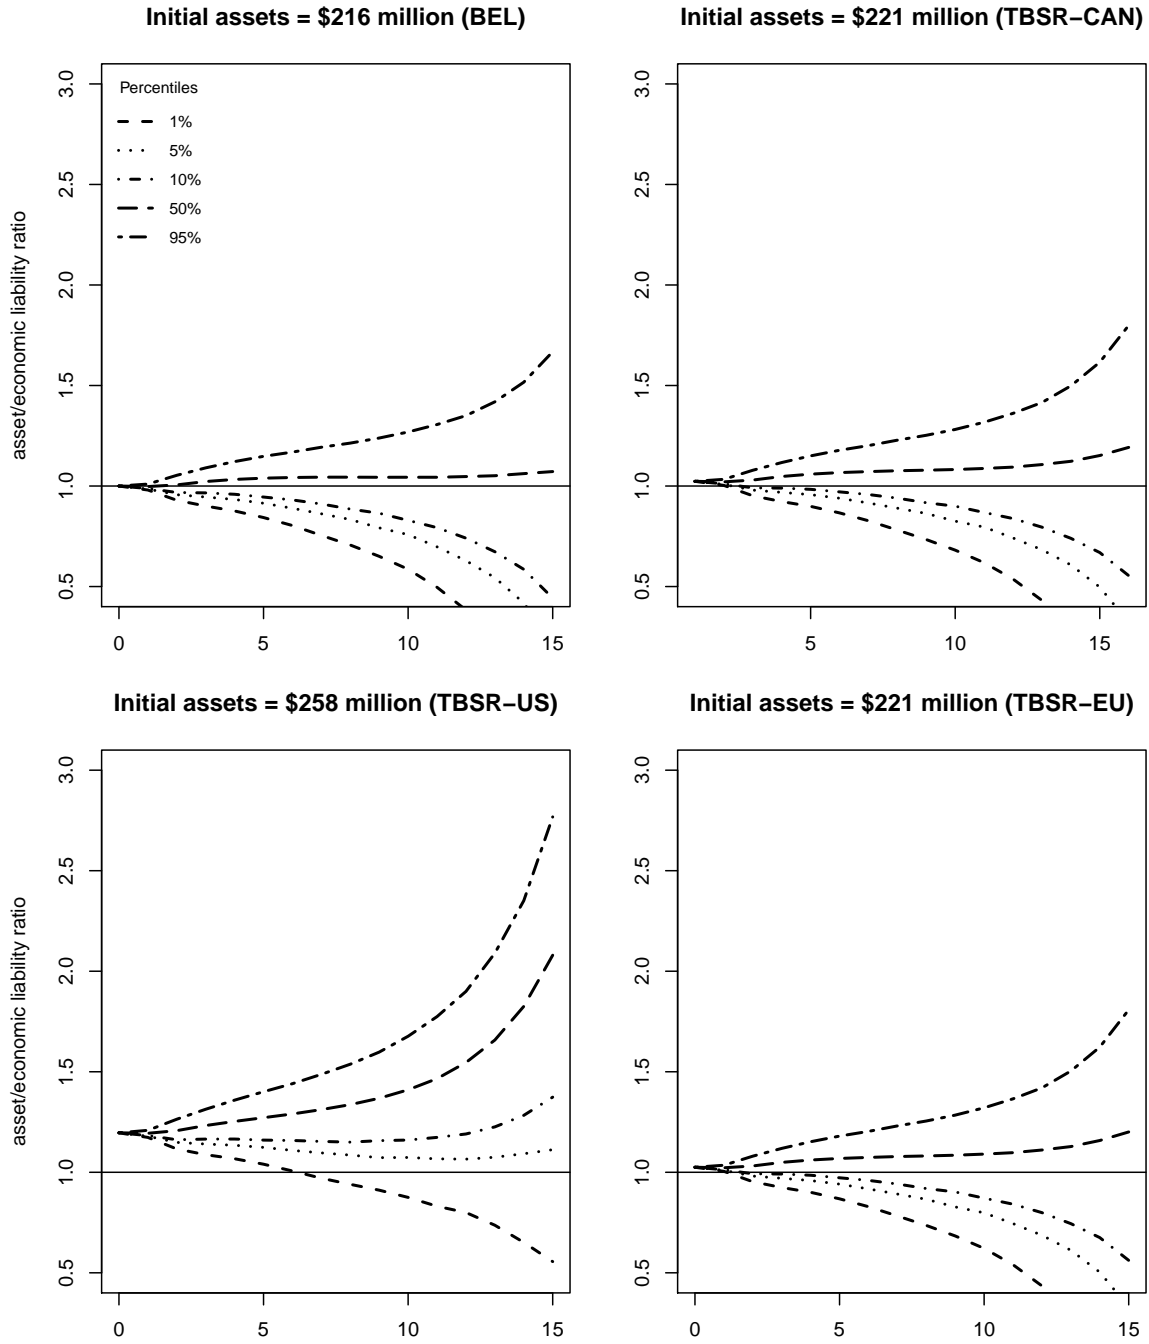 Initial assets = $216 million (BEL)
Initial assets = $221 million (TBSR−CAN)
asset/economic liability ratio
3.0
2.5
2.0
1.5
1.0
0.5
Percentiles
1%
5%
10%
50%
95%
0 5 10 15
3.0
2.5
2.0
1.5
1.0
0.5
5 10 15
Initial assets = $258 million (TBSR−US)
Initial assets = $221 million (TBSR−EU)
asset/economic liability ratio
3.0
2.5
2.0
1.5
1.0
0.5
0 5 10 15
3.0
2.5
2.0
1.5
1.0
0.5
0 5 10 15